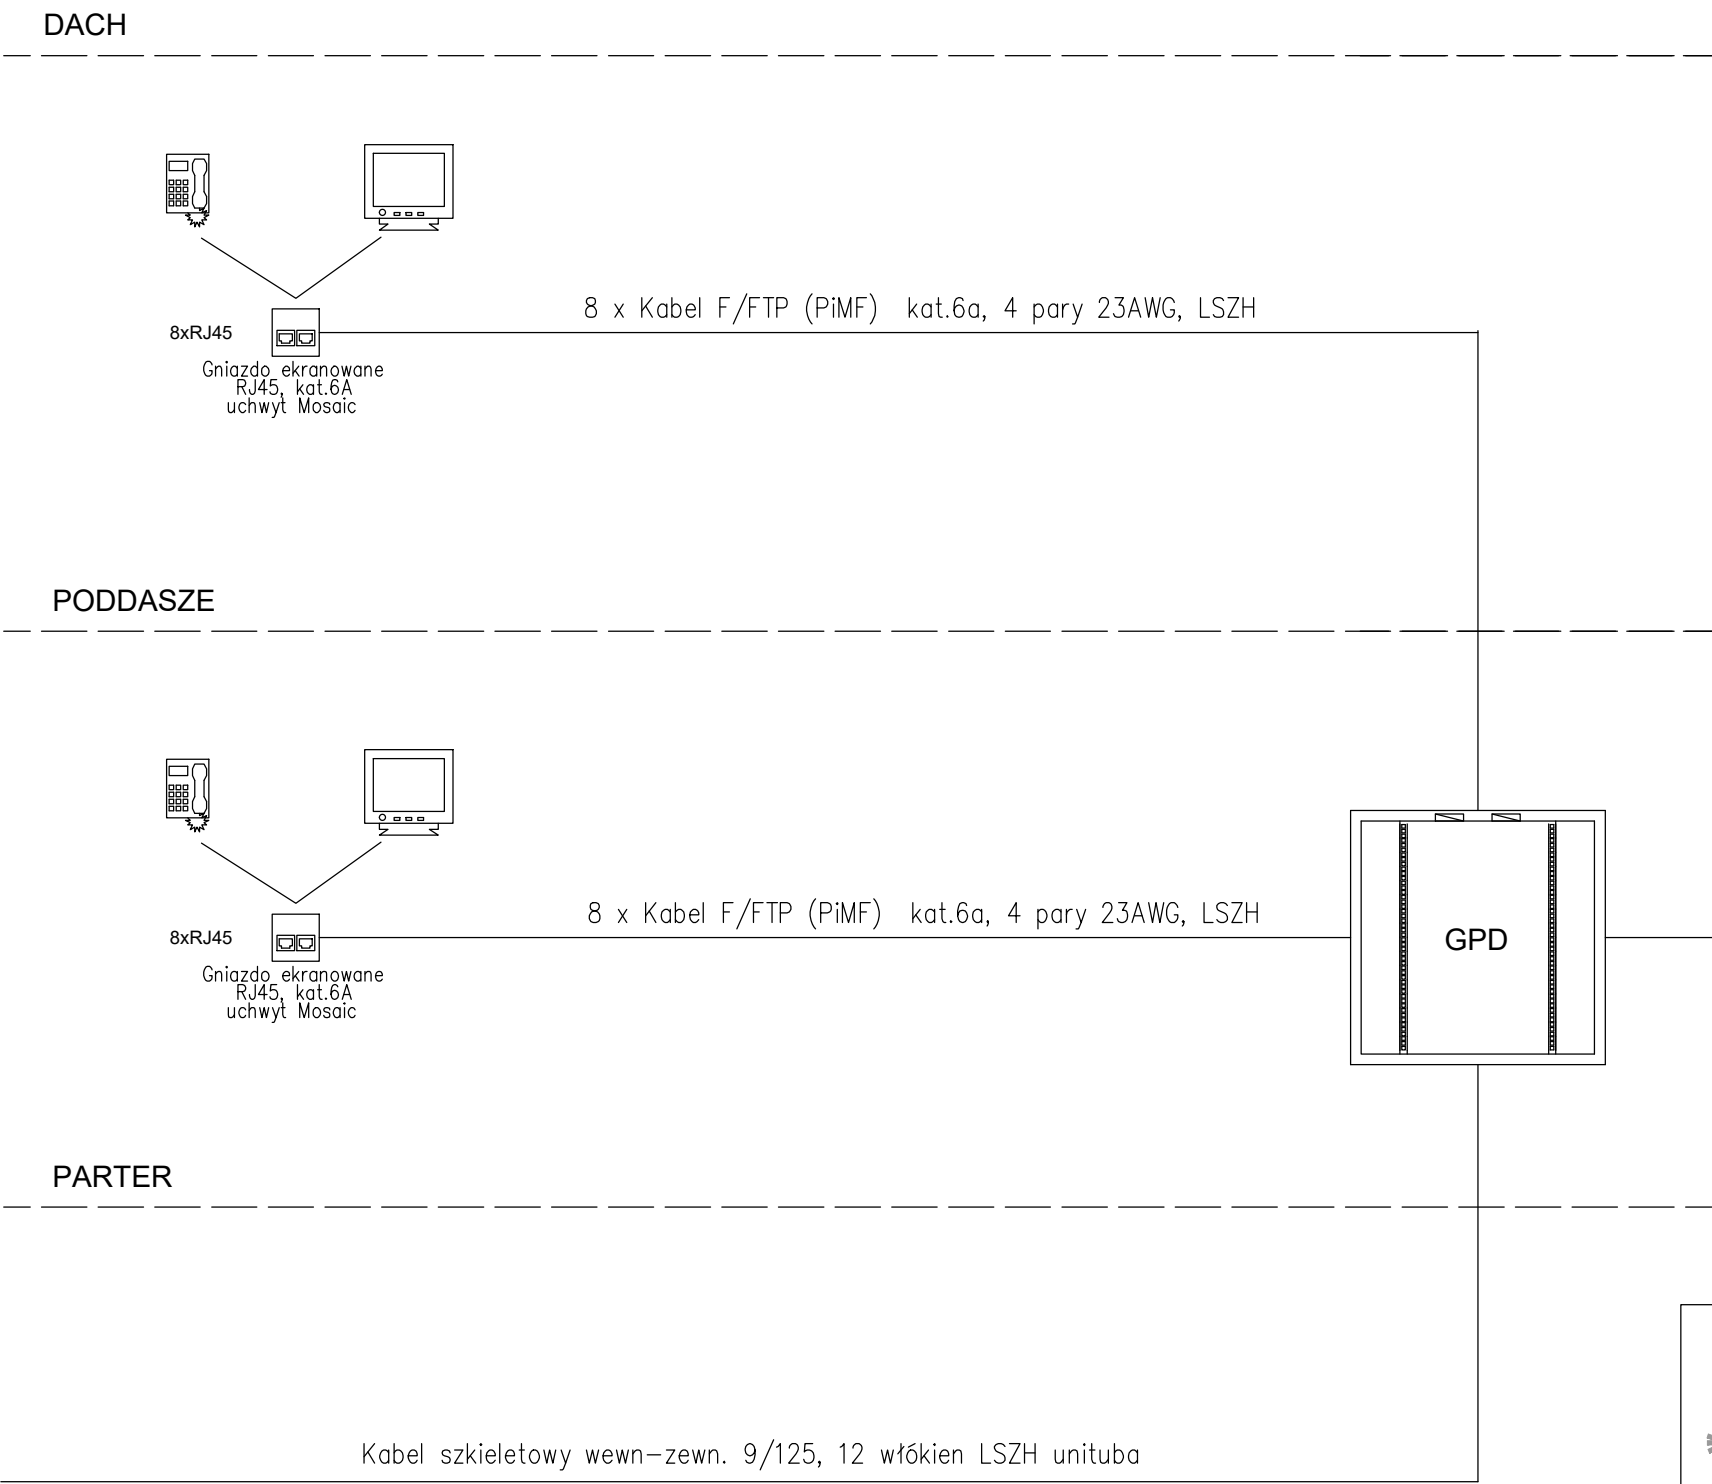 DACH
8 x Kabel F/FTP (PiMF) kat.6a, 4 pary 23AWG, LSZH
8xRJ45
Gniazdo ekranowane
RJ45, kat.6A
uchwyt Mosaic
PODDASZE
8 x Kabel F/FTP (PiMF) kat.6a, 4 pary 23AWG, LSZH
8xRJ45
GPD
Gniazdo ekranowane
RJ45, kat.6A
uchwyt Mosaic
PARTER
Kabel szkieletowy wewn-zewn. 9/125, 12 włókien LSZH unituba